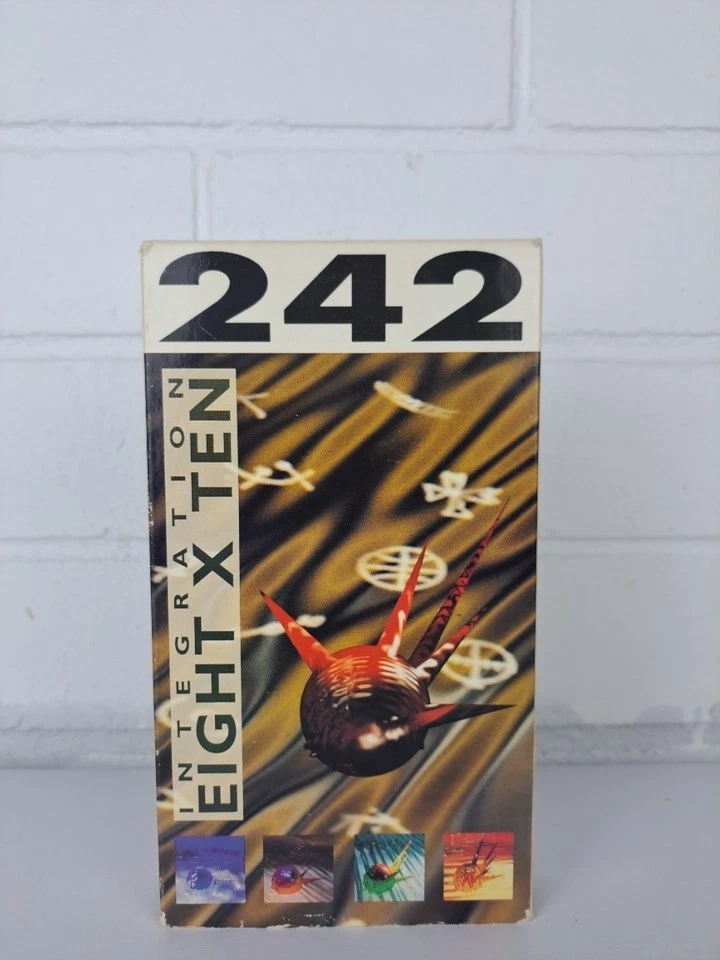 242
INTEGRATION
EIGHT X TEN